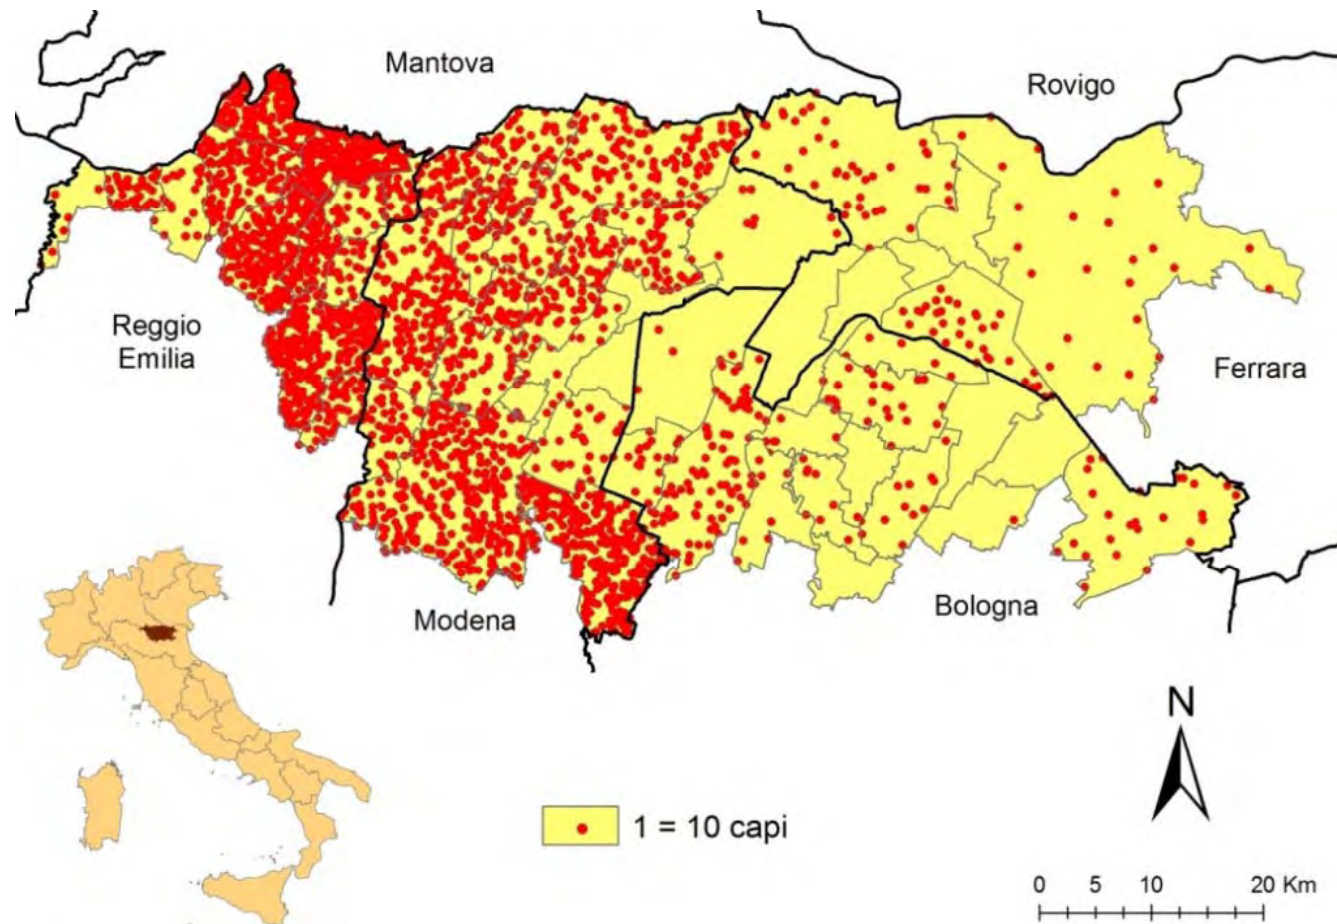 Mantova
Rovigo
Reggio
Emilia
Ferrara
Modena
Bologna
N
1 = 10 capi
0 5 10 20 Km